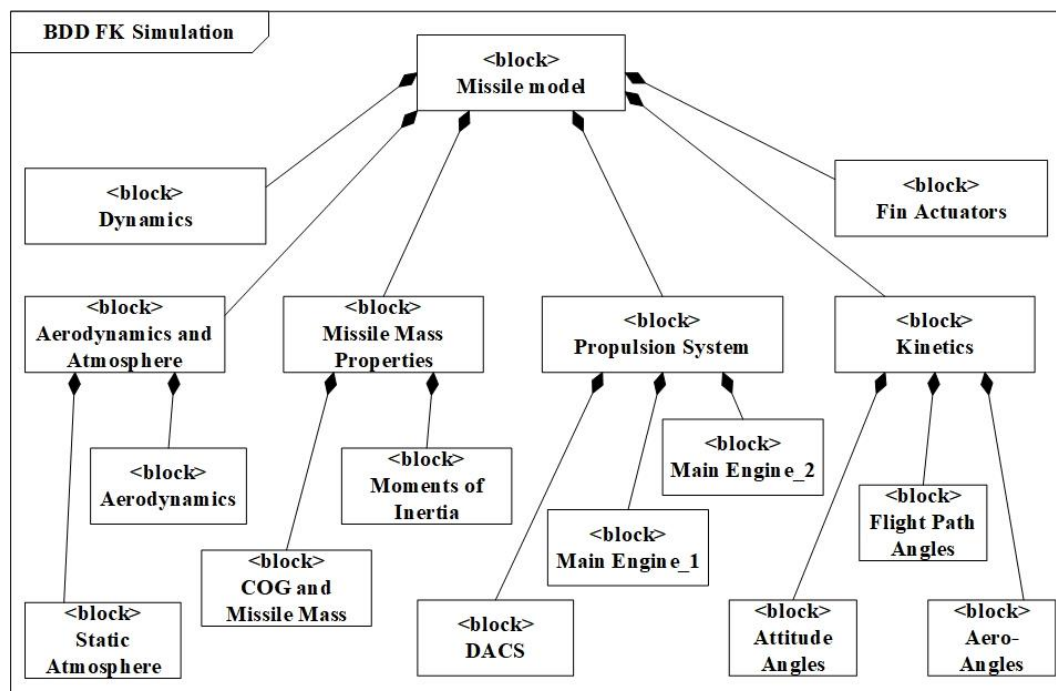 BDD FK Simulation
<block>
Missile model
<block>
Dynamics
<block>
Fin Actuators
<block>
Aerodynamics and
Atmosphere
<block>
Missile Mass
Properties
<block>
Propulsion System
<block>
Kinetics
<block>
Aerodynamics
<block>
Moments of
Inertia
<block>
Main Engine_2
<block>
Flight Path
Angles
<block>
Main Engine_1
<block>
COG and
Missile Mass
<block>
Static
Atmosphere
<block>
DACS
<block>
Attitude
Angles
<block>
Aero-
Angles